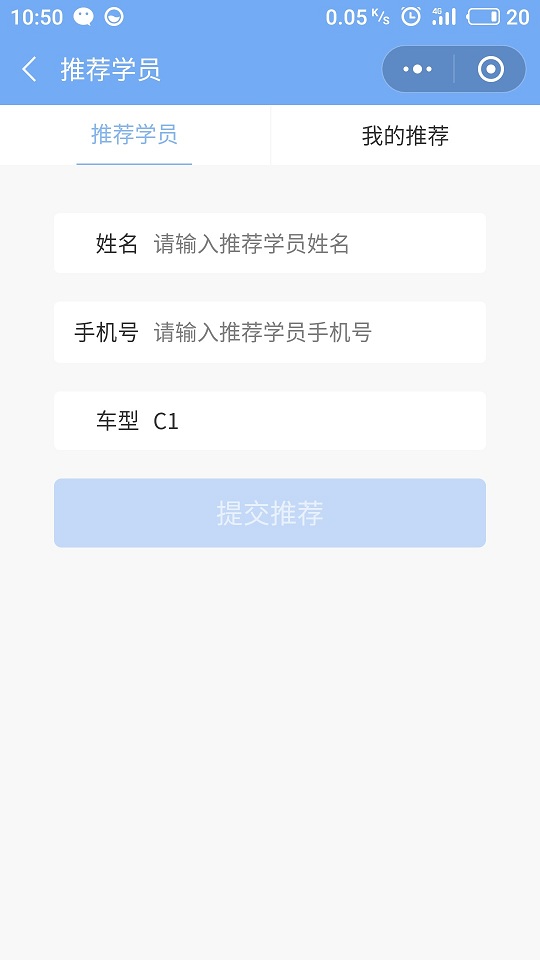 10:50 0.05 K/s 4G 20
推荐学员
推荐学员 我的推荐
姓名 请输入推荐学员姓名
手机号 请输入推荐学员手机号
车型 C1
提交推荐